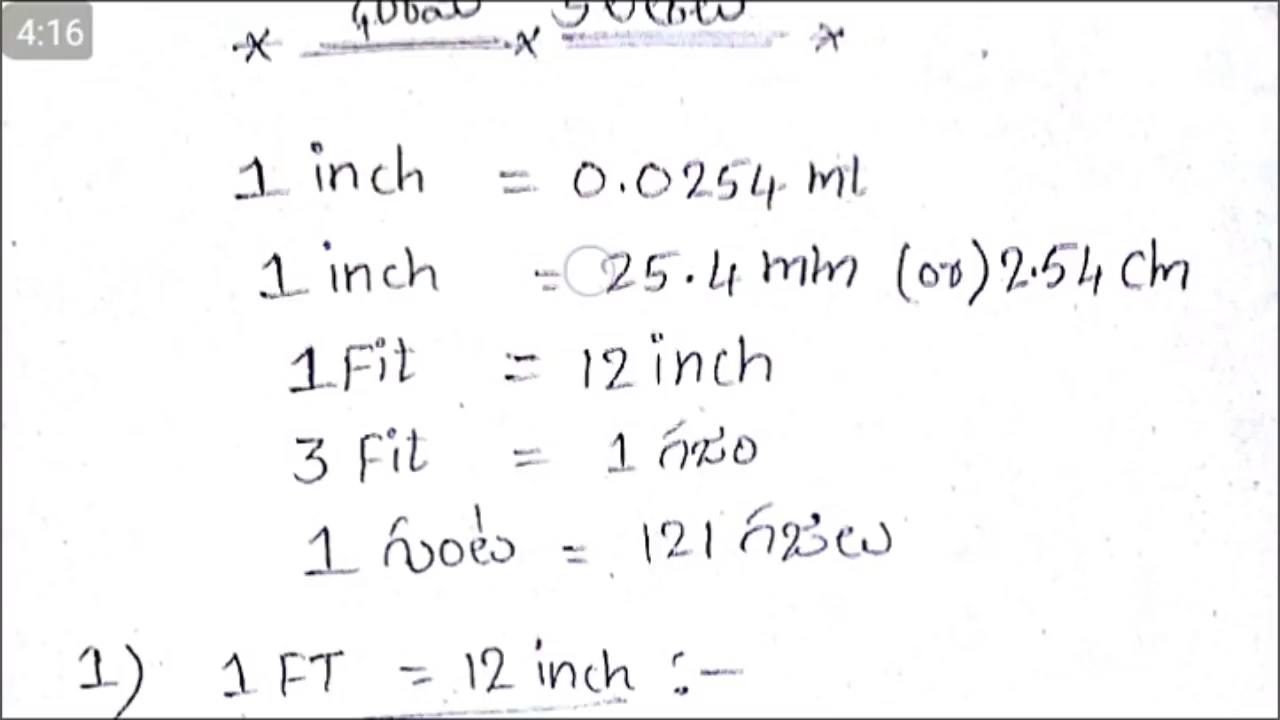 4:16
1 inch = 0.0254 ml
1 inch = 25.4 mm (or) 2.54 cm
1 Fit = 12 inch
3 Fit = 1 గజం
1 గుంట = 121 గజలు
1) 1 FT = 12 inch :-